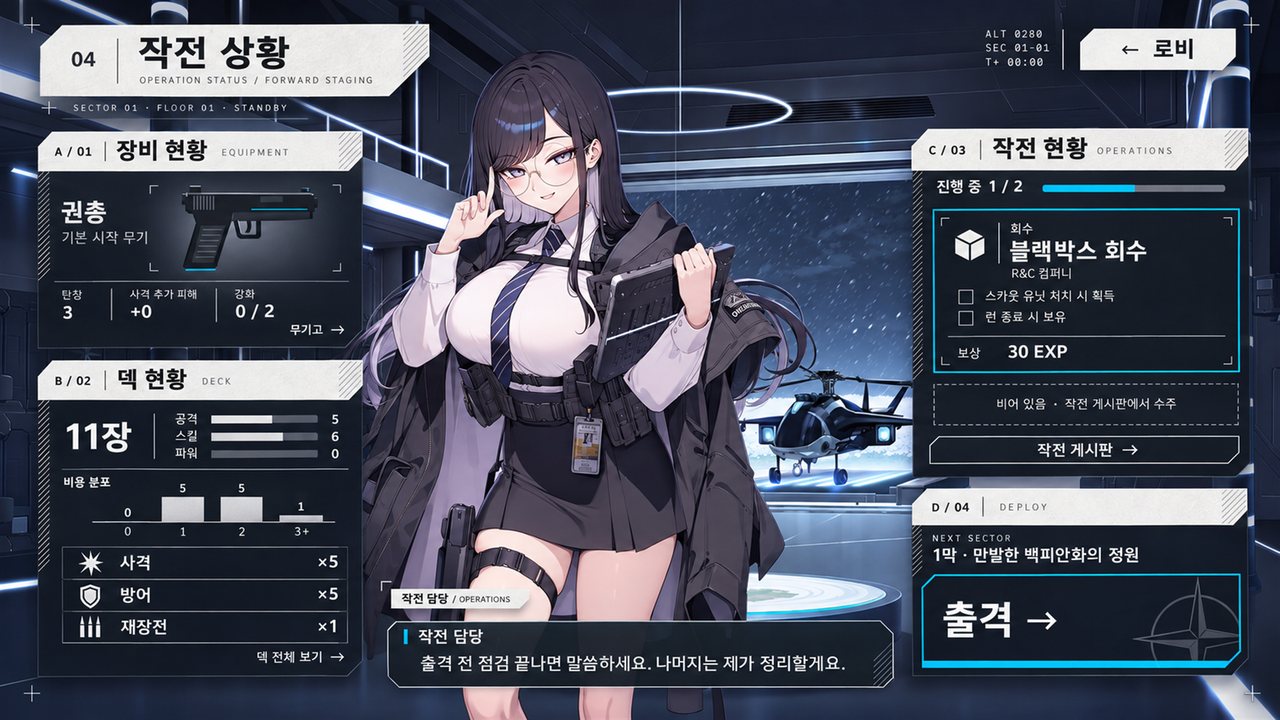 04
작전 상황
OPERATION STATUS / FORWARD STAGING
SECTOR 01 · FLOOR 01 · STANDBY
ALT 0280
SEC 01-01
T+ 00:00
← 로비
A / 01
장비 현황
EQUIPMENT
권총
기본 시작 무기
탄창
3
사격 추가 피해
+0
강화
0 / 2
무기고 →
B / 02
덱 현황
DECK
11장
공격 5
스킬 6
파워 0
비용 분포
0 5 5 1
0 1 2 3+
사격 ×5
방어 ×5
재장전 ×1
덱 전체 보기 →
작전 담당 / OPERATIONS
작전 담당
출격 전 점검 끝나면 말씀하세요. 나머지는 제가 정리할게요.
C / 03
작전 현황
OPERATIONS
진행 중 1 / 2
회수
블랙박스 회수
R&C 컴퍼니
스카웃 유닛 처치 시 획득
런 종료 시 보유
보상 30 EXP
비어 있음 · 작전 게시판에서 수주
작전 게시판 →
D / 04
DEPLOY
NEXT SECTOR
1막 · 만발한 백피안화의 정원
출격 →